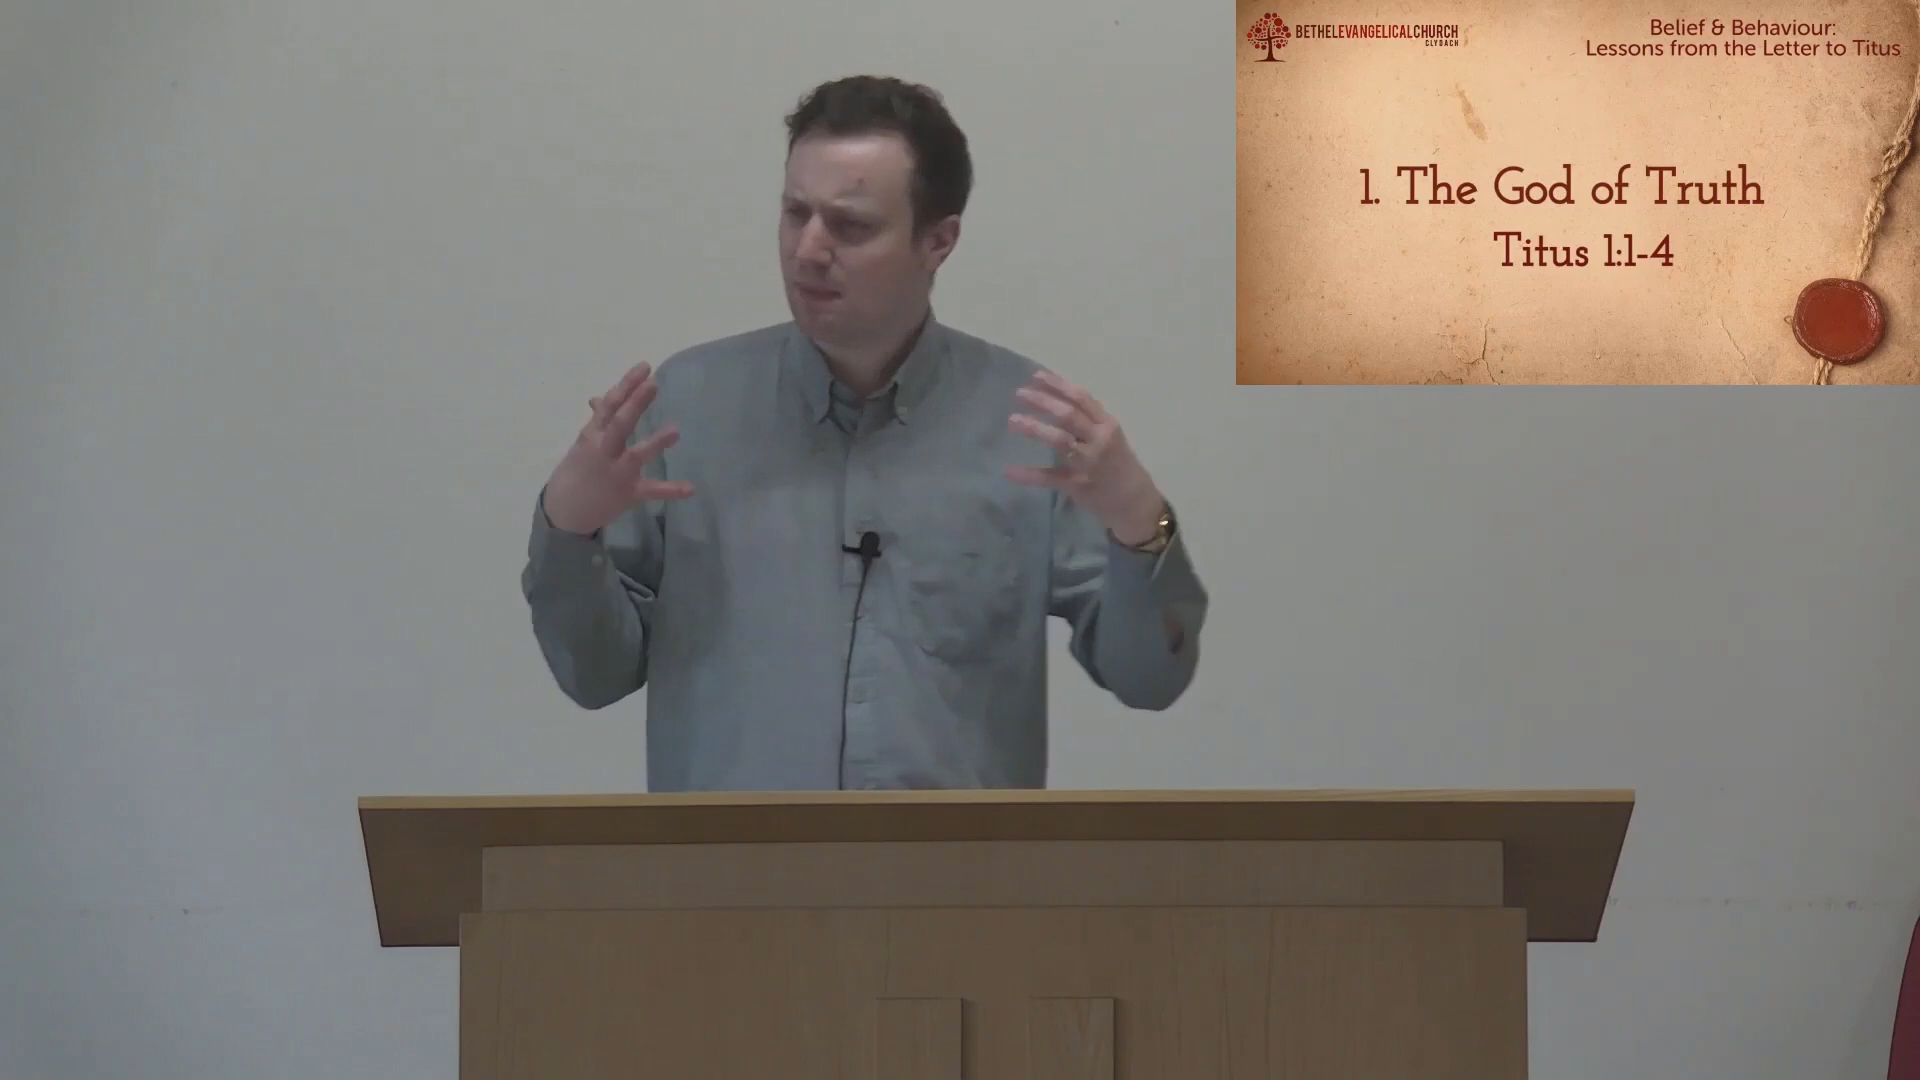 BETHELEVANGELICALCHURCH
CLYDACH
Belief & Behaviour:
Lessons from the Letter to Titus
1. The God of Truth
Titus 1:1-4